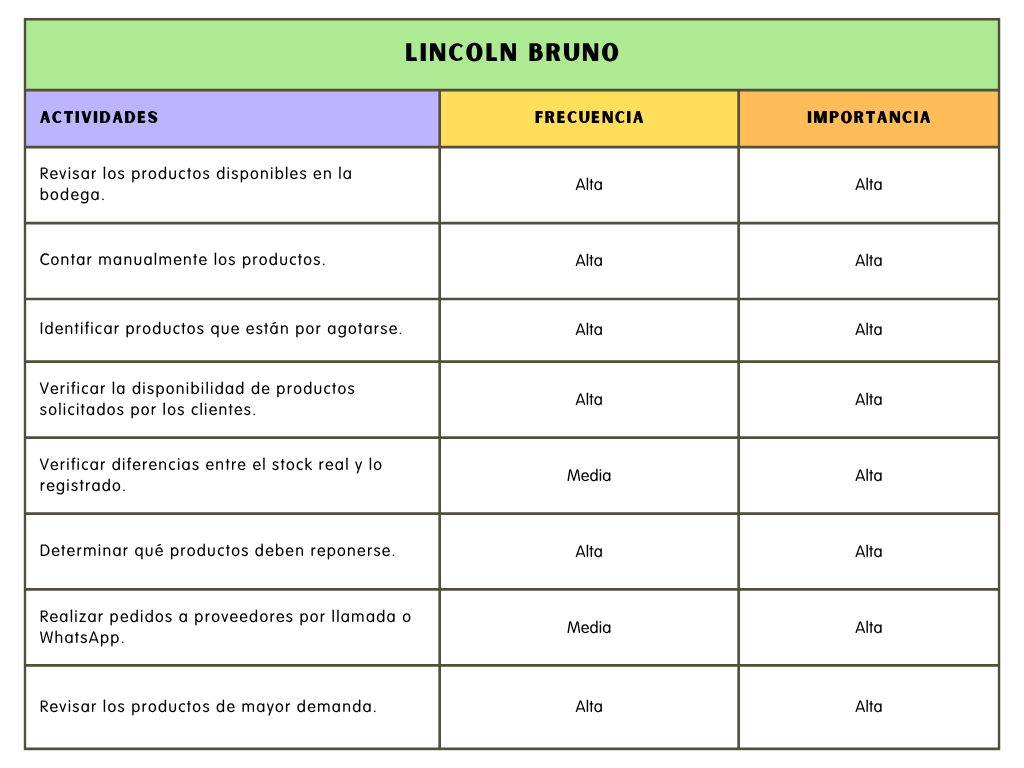 LINCOLN BRUNO
ACTIVIDADES
FRECUENCIA
IMPORTANCIA
Revisar los productos disponibles en la
bodega.
Alta
Alta
Contar manualmente los productos.
Alta
Alta
Identificar productos que están por agotarse.
Alta
Alta
Verificar la disponibilidad de productos
solicitados por los clientes.
Alta
Alta
Verificar diferencias entre el stock real y lo
registrado.
Media
Alta
Determinar qué productos deben reponerse.
Alta
Alta
Realizar pedidos a proveedores por llamada o
WhatsApp.
Media
Alta
Revisar los productos de mayor demanda.
Alta
Alta